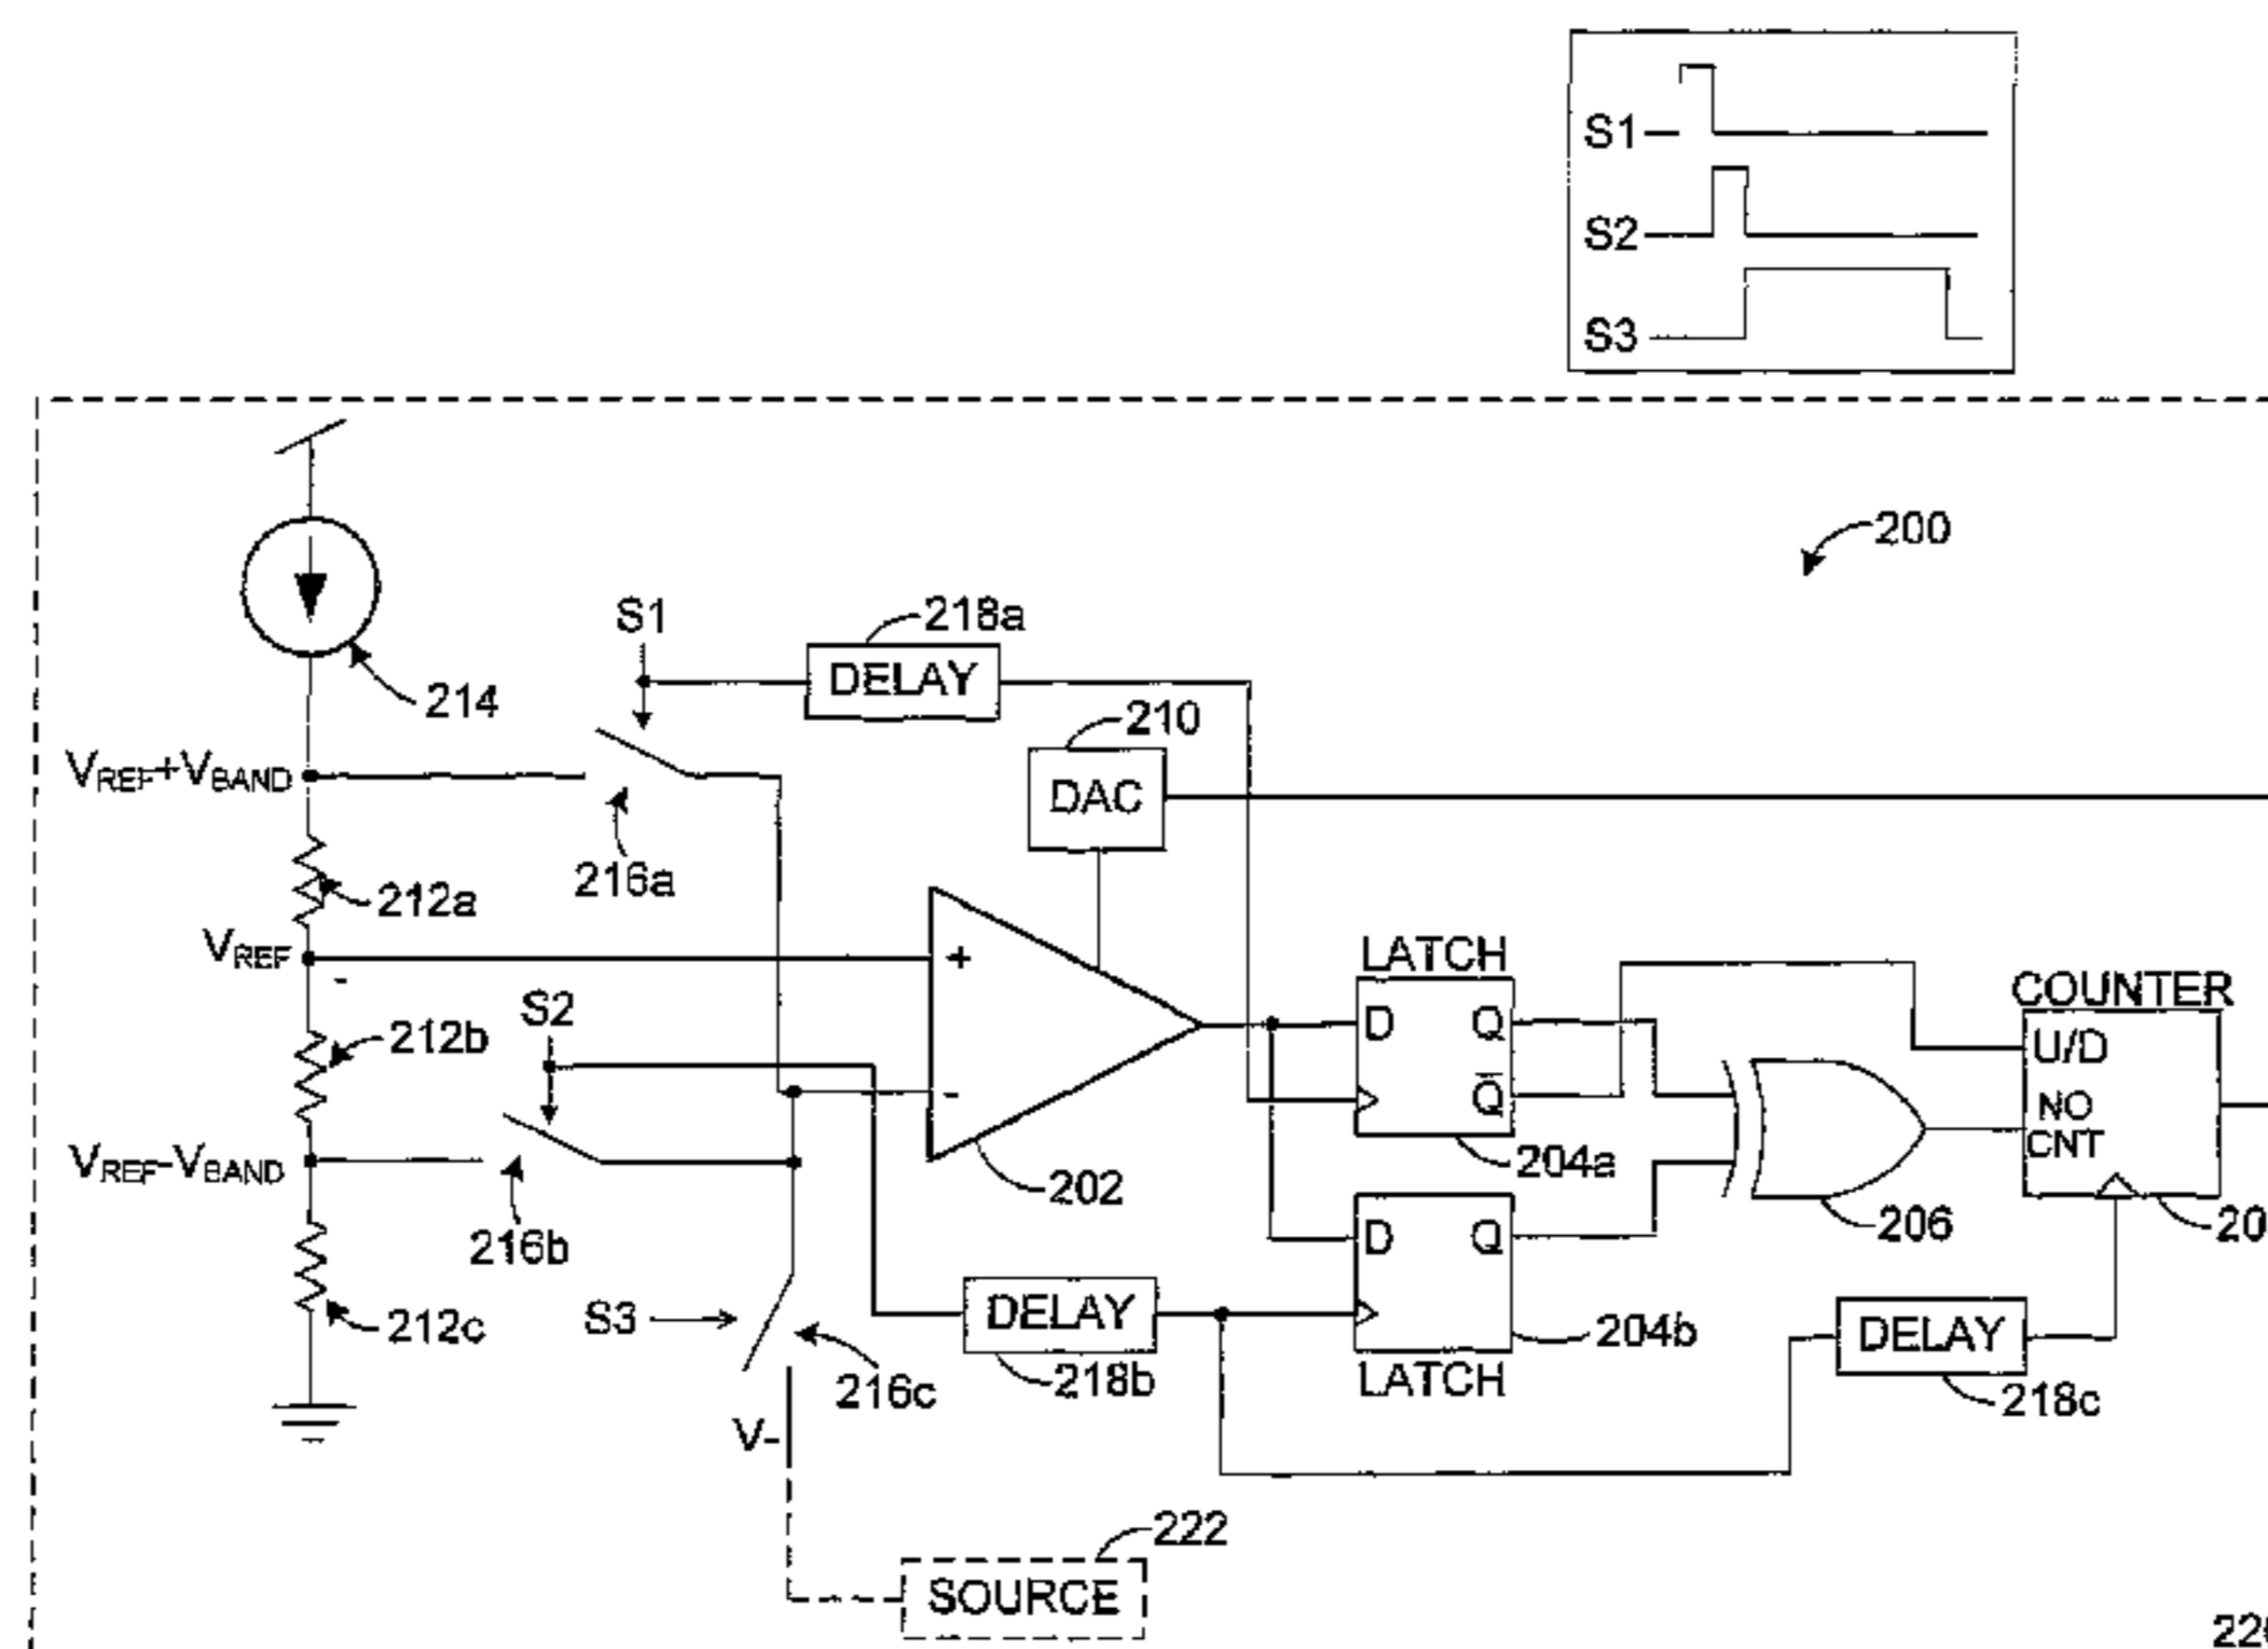 S1
S2
S3
200
S1
218a
DELAY
214
210
VREF+VBAND
DAC
216a
212a
VREF
+
-
LATCH
COUNTER
S2
D
Q
U/D
212b
-
Q̅
NO
CNT
VREF-VBAND
202
204a
206
20
216b
D
Q
S3
DELAY
204b
DELAY
212c
216c
218b
LATCH
218c
V-
222
SOURCE
22